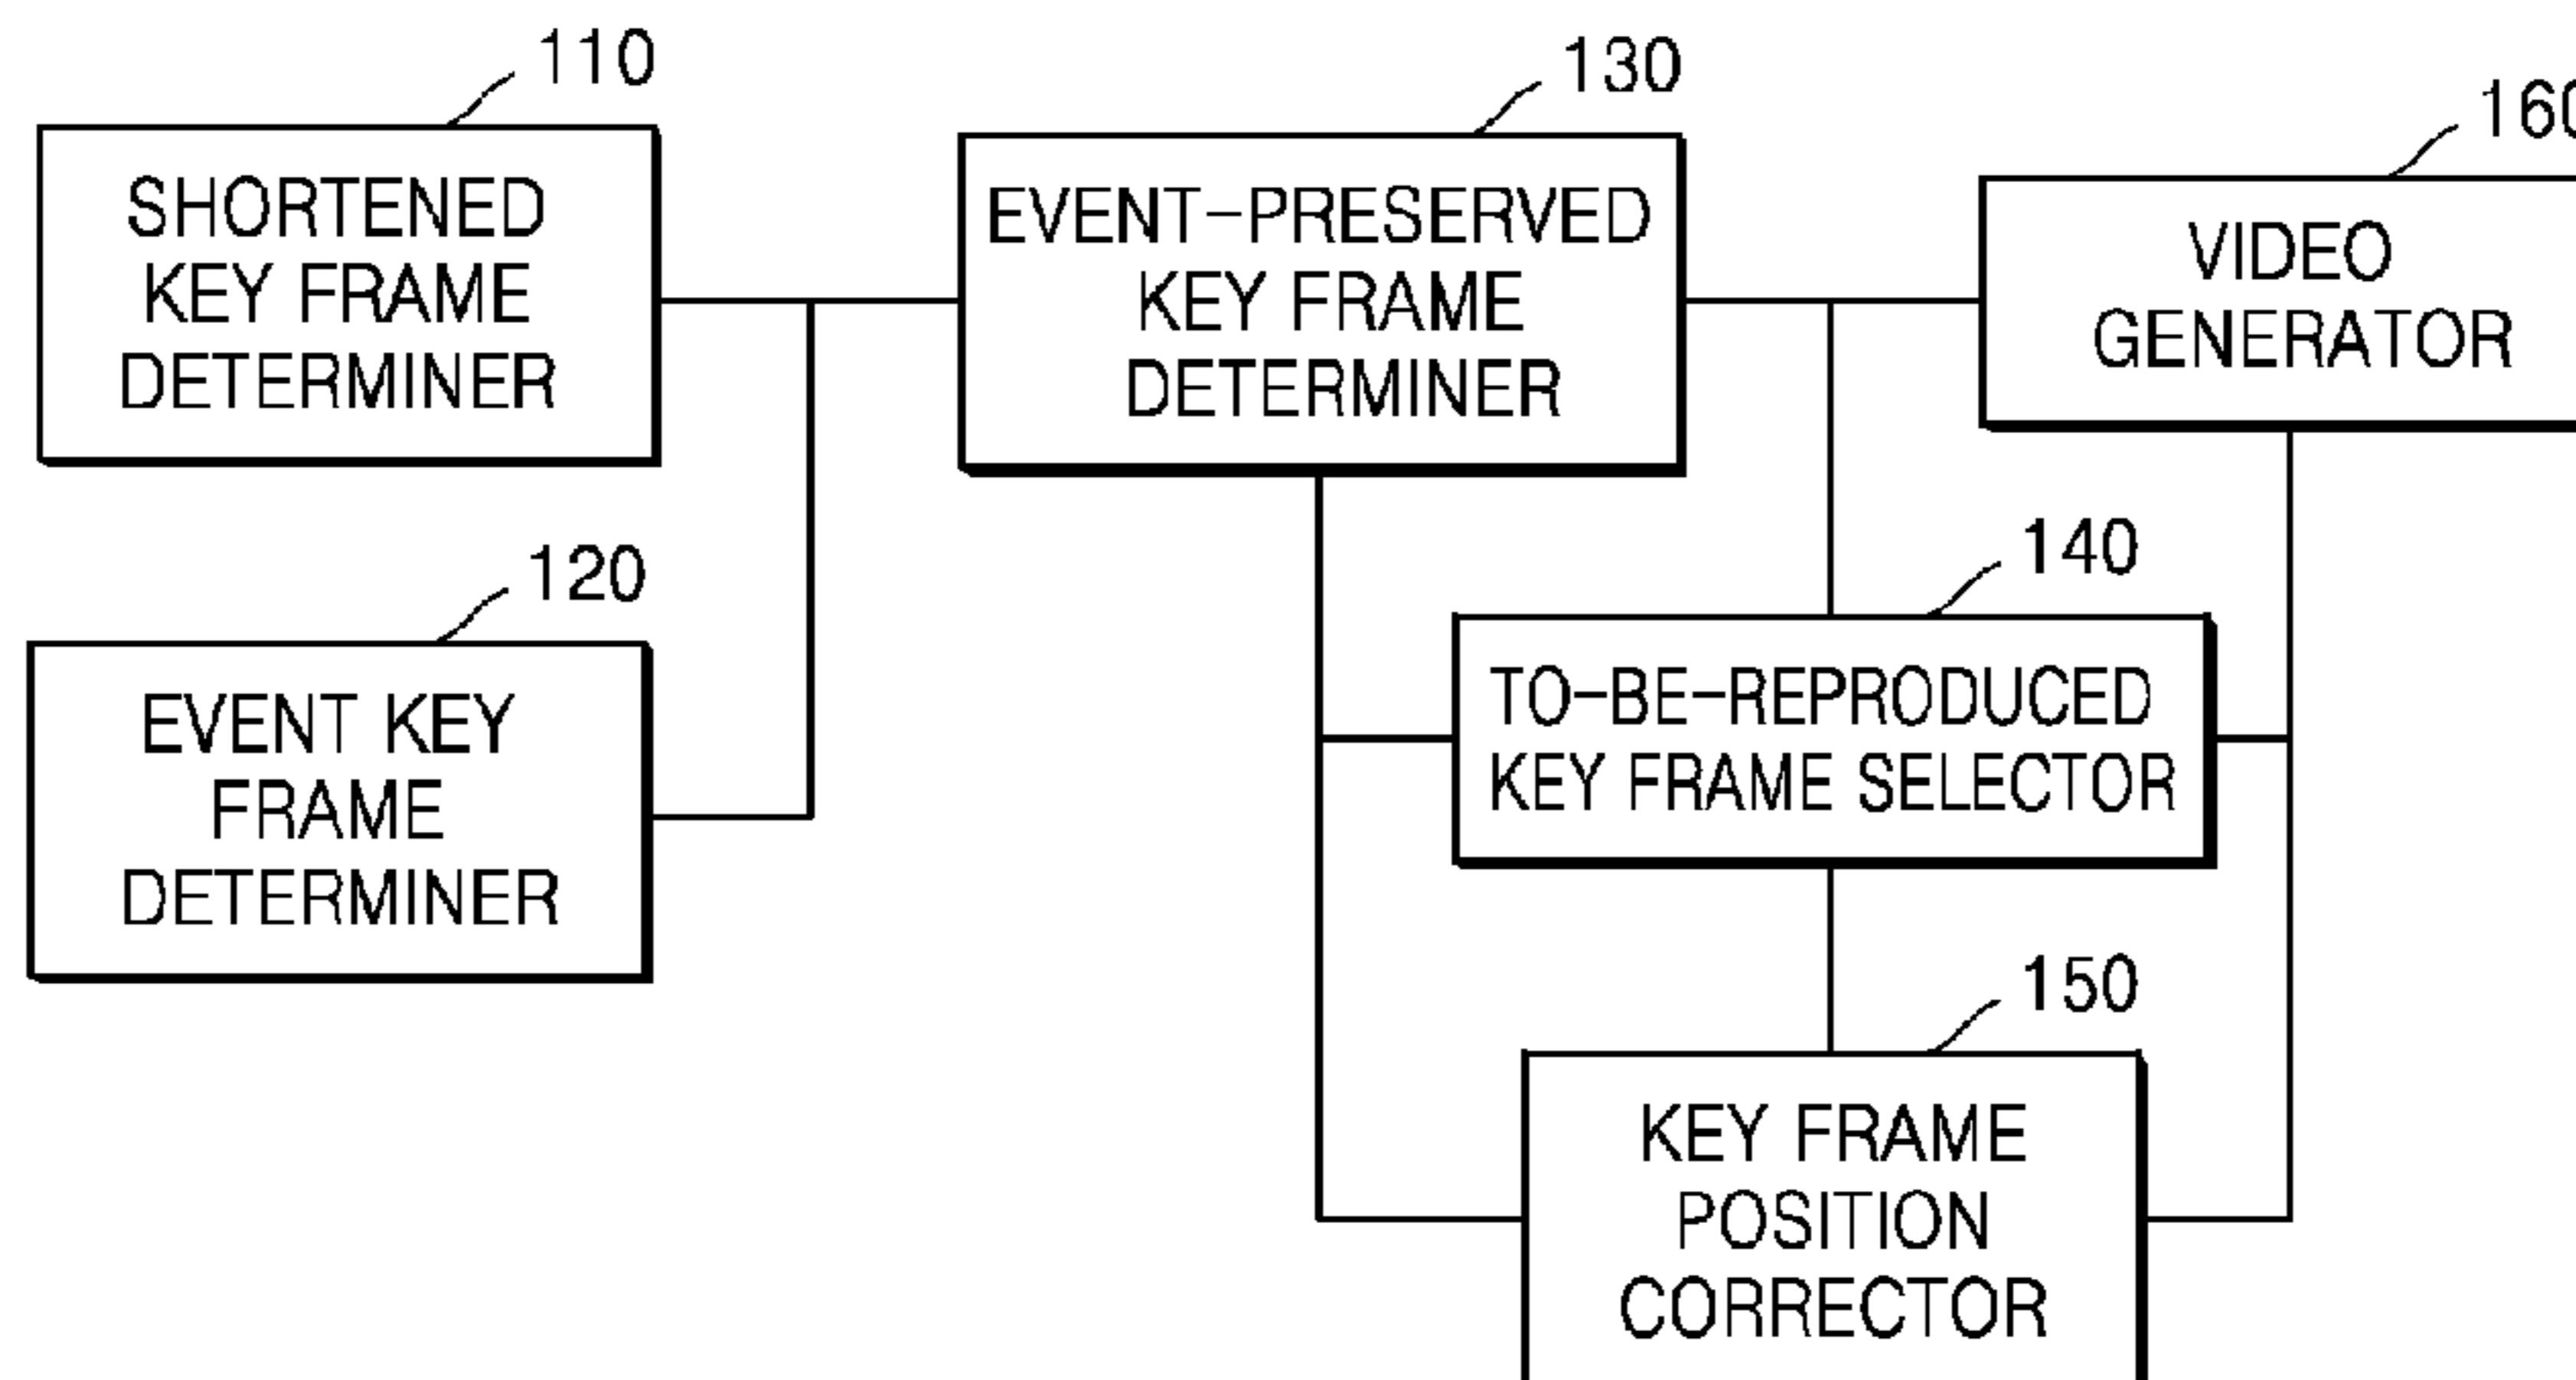 110
SHORTENED
KEY FRAME
DETERMINER
120
EVENT KEY
FRAME
DETERMINER
130
EVENT-PRESERVED
KEY FRAME
DETERMINER
140
TO-BE-REPRODUCED
KEY FRAME SELECTOR
150
KEY FRAME
POSITION
CORRECTOR
160
VIDEO
GENERATOR